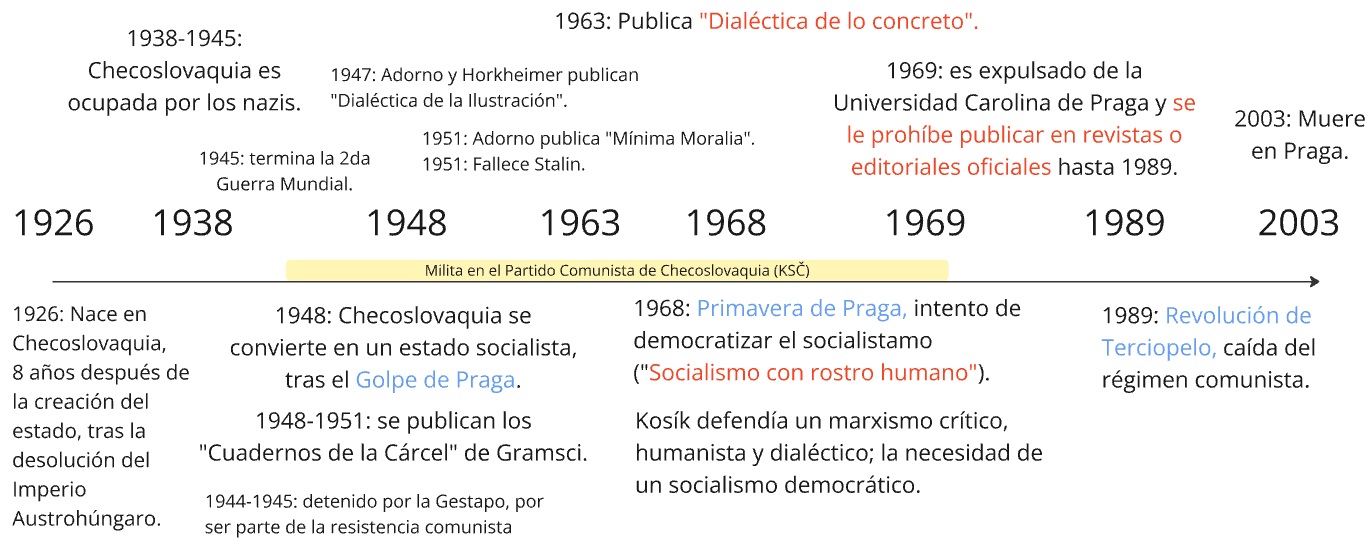 1963: Publica "Dialéctica de lo concreto".
1938-1945:
Checoslovaquia es
ocupada por los nazis.
1947: Adorno y Horkheimer publican
"Dialéctica de la Ilustración".
1969: es expulsado de la
Universidad Carolina de Praga y se
le prohíbe publicar en revistas o
editoriales oficiales hasta 1989.
2003: Muere
en Praga.
1951: Adorno publica "Mínima Moralia".
1951: Fallece Stalin.
1945: termina la 2da
Guerra Mundial.
1926 1938 1948 1963 1968 1969 1989 2003
Milita en el Partido Comunista de Checoslovaquia (KSČ)
1926: Nace en
Checoslovaquia,
8 años después de
la creación del
estado, tras la
desolución del
Imperio
Austrohúngaro.
1948: Checoslovaquia se
convierte en un estado socialista,
tras el Golpe de Praga.
1948-1951: se publican los
"Cuadernos de la Cárcel" de Gramsci.
1944-1945: detenido por la Gestapo, por
ser parte de la resistencia comunista
1968: Primavera de Praga, intento de
democratizar el socialistamo
("Socialismo con rostro humano").
Kosík defendía un marxismo crítico,
humanista y dialéctico; la necesidad de
un socialismo democrático.
1989: Revolución de
Terciopelo, caída del
régimen comunista.